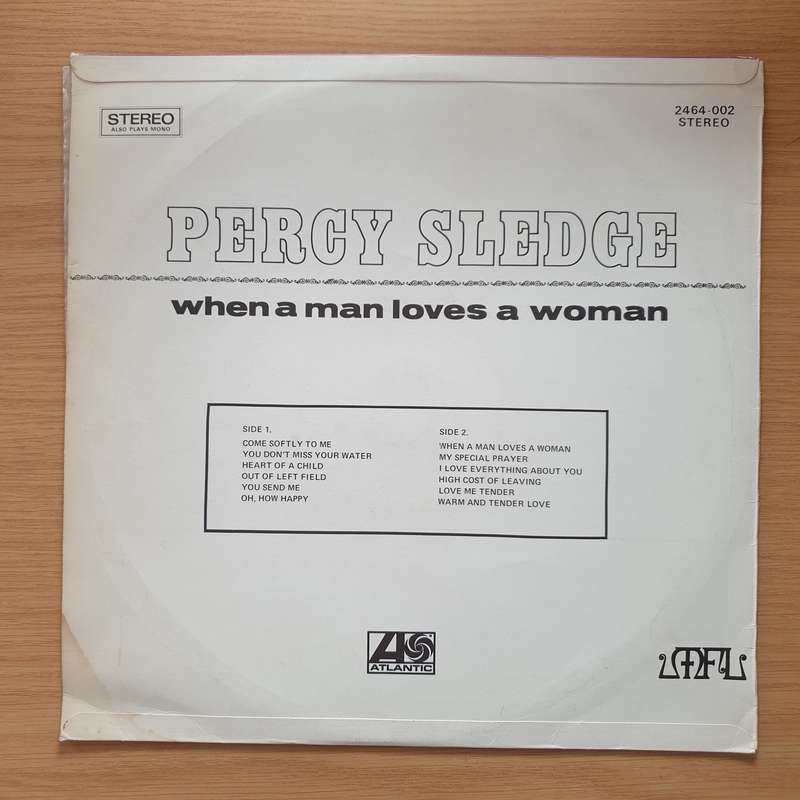 STEREO
ALSO PLAYS MONO
2464-002
STEREO
PERCY SLEDGE
when a man loves a woman
SIDE 1.
COME SOFTLY TO ME
YOU DON'T MISS YOUR WATER
HEART OF A CHILD
OUT OF LEFT FIELD
YOU SEND ME
OH, HOW HAPPY
SIDE 2.
WHEN A MAN LOVES A WOMAN
MY SPECIAL PRAYER
I LOVE EVERYTHING ABOUT YOU
HIGH COST OF LEAVING
LOVE ME TENDER
WARM AND TENDER LOVE
ATLANTIC